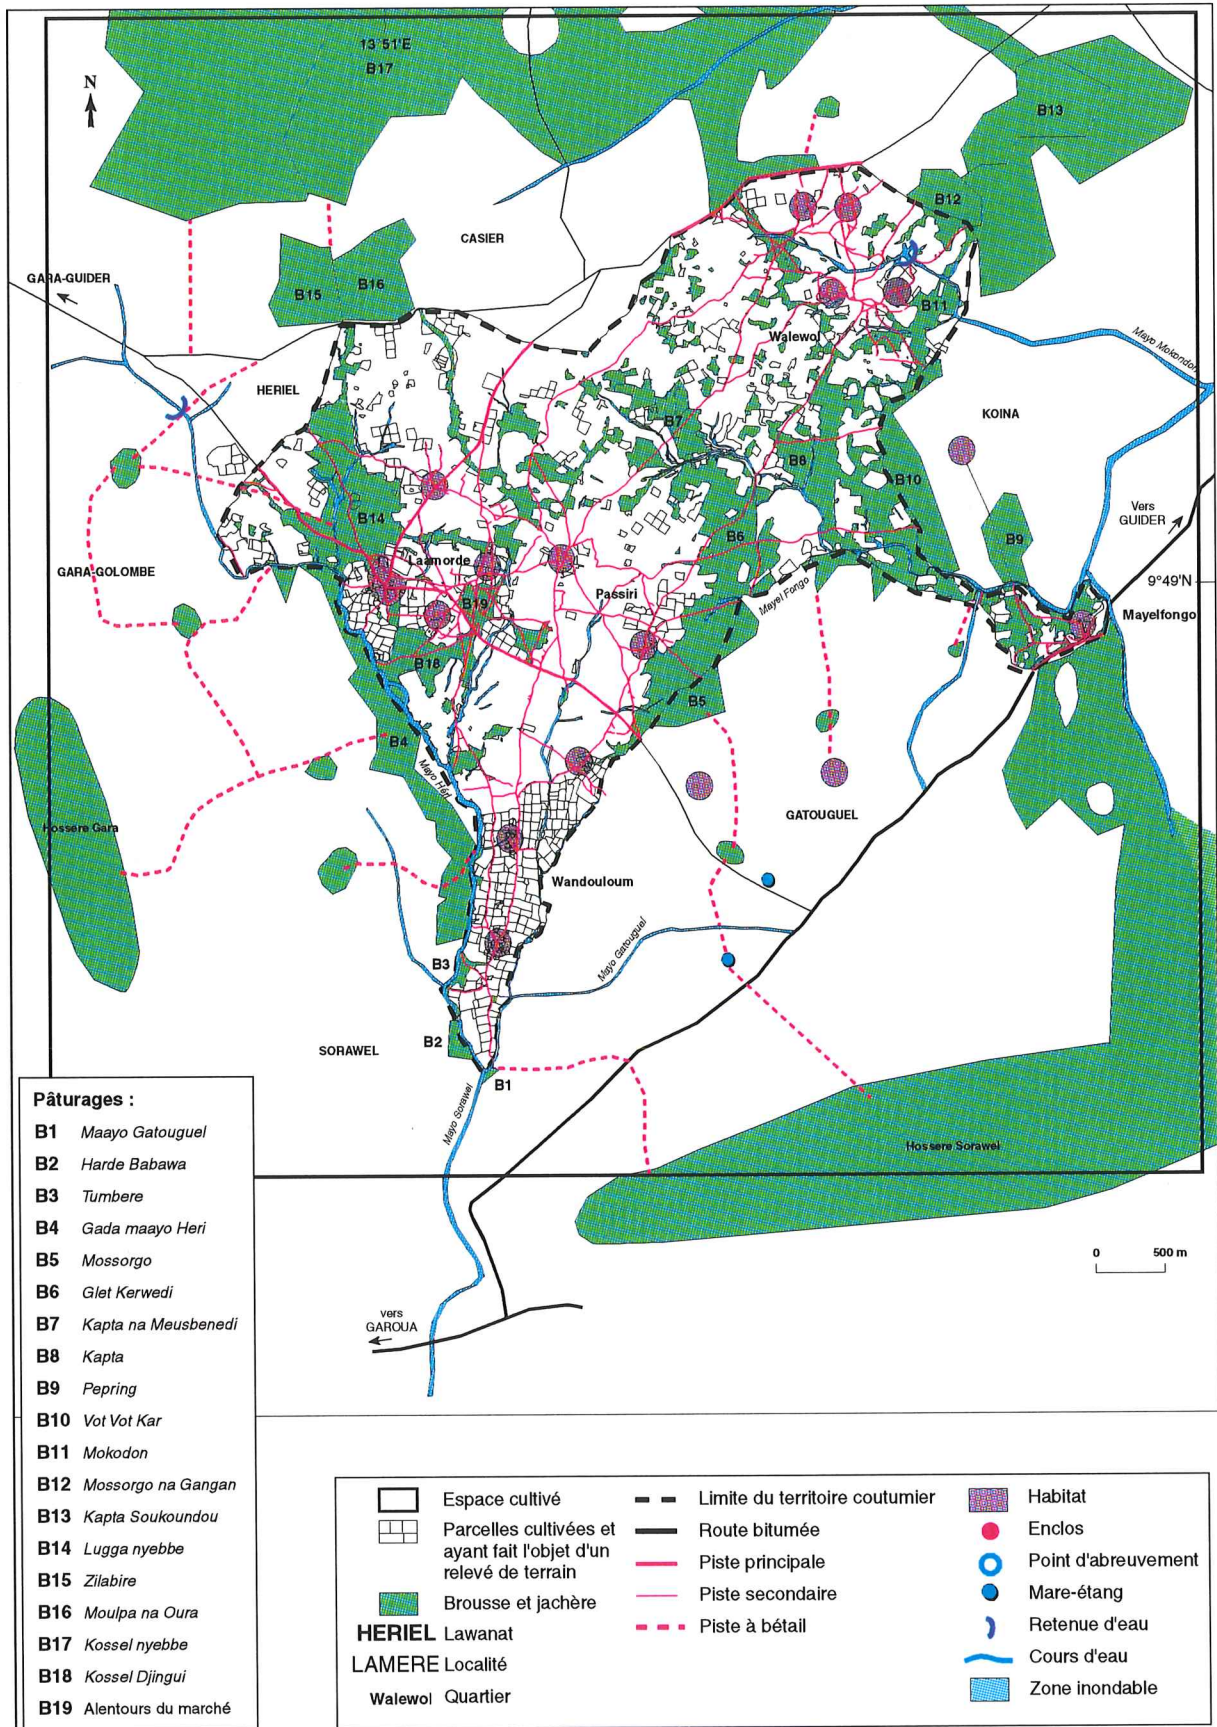 13°51'E
B17
N
B13
B12
CASIER
GARA-GUIDER
B15
B16
B11
Walewol
Mayo Mokondon
HERIEL
KOINA
B7
B8
B10
B14
B6
B9
Vers
GUIDER
GARA-GOLOMBE
Laamorde
Passiri
Mayel Fongo
9°49'N
B19
Mayelfongo
B18
B5
B4
Mayo Héri
GATOUGUEL
Hossere Gara
Wandouloum
Mayo Gatouguel
B3
B2
SORAWEL
B1
Mayo Sorawel
Hossere Sorawel
0 500 m
vers
GAROUA
Pâturages :
B1 Maayo Gatouguel
B2 Harde Babawa
B3 Tumbere
B4 Gada maayo Heri
B5 Mossorgo
B6 Glet Kerwedi
B7 Kapta na Meusbenedi
B8 Kapta
B9 Pepring
B10 Vot Vot Kar
B11 Mokodon
B12 Mossorgo na Gangan
B13 Kapta Soukoundou
B14 Lugga nyebbe
B15 Zilabire
B16 Moulpa na Oura
B17 Kossel nyebbe
B18 Kossel Djingui
B19 Alentours du marché
Espace cultivé
Parcelles cultivées et
ayant fait l'objet d'un
relevé de terrain
Brousse et jachère
HERIEL Lawanat
LAMERE Localité
Walewol Quartier
Limite du territoire coutumier
Route bitumée
Piste principale
Piste secondaire
Piste à bétail
Habitat
Enclos
Point d'abreuvement
Mare-étang
Retenue d'eau
Cours d'eau
Zone inondable